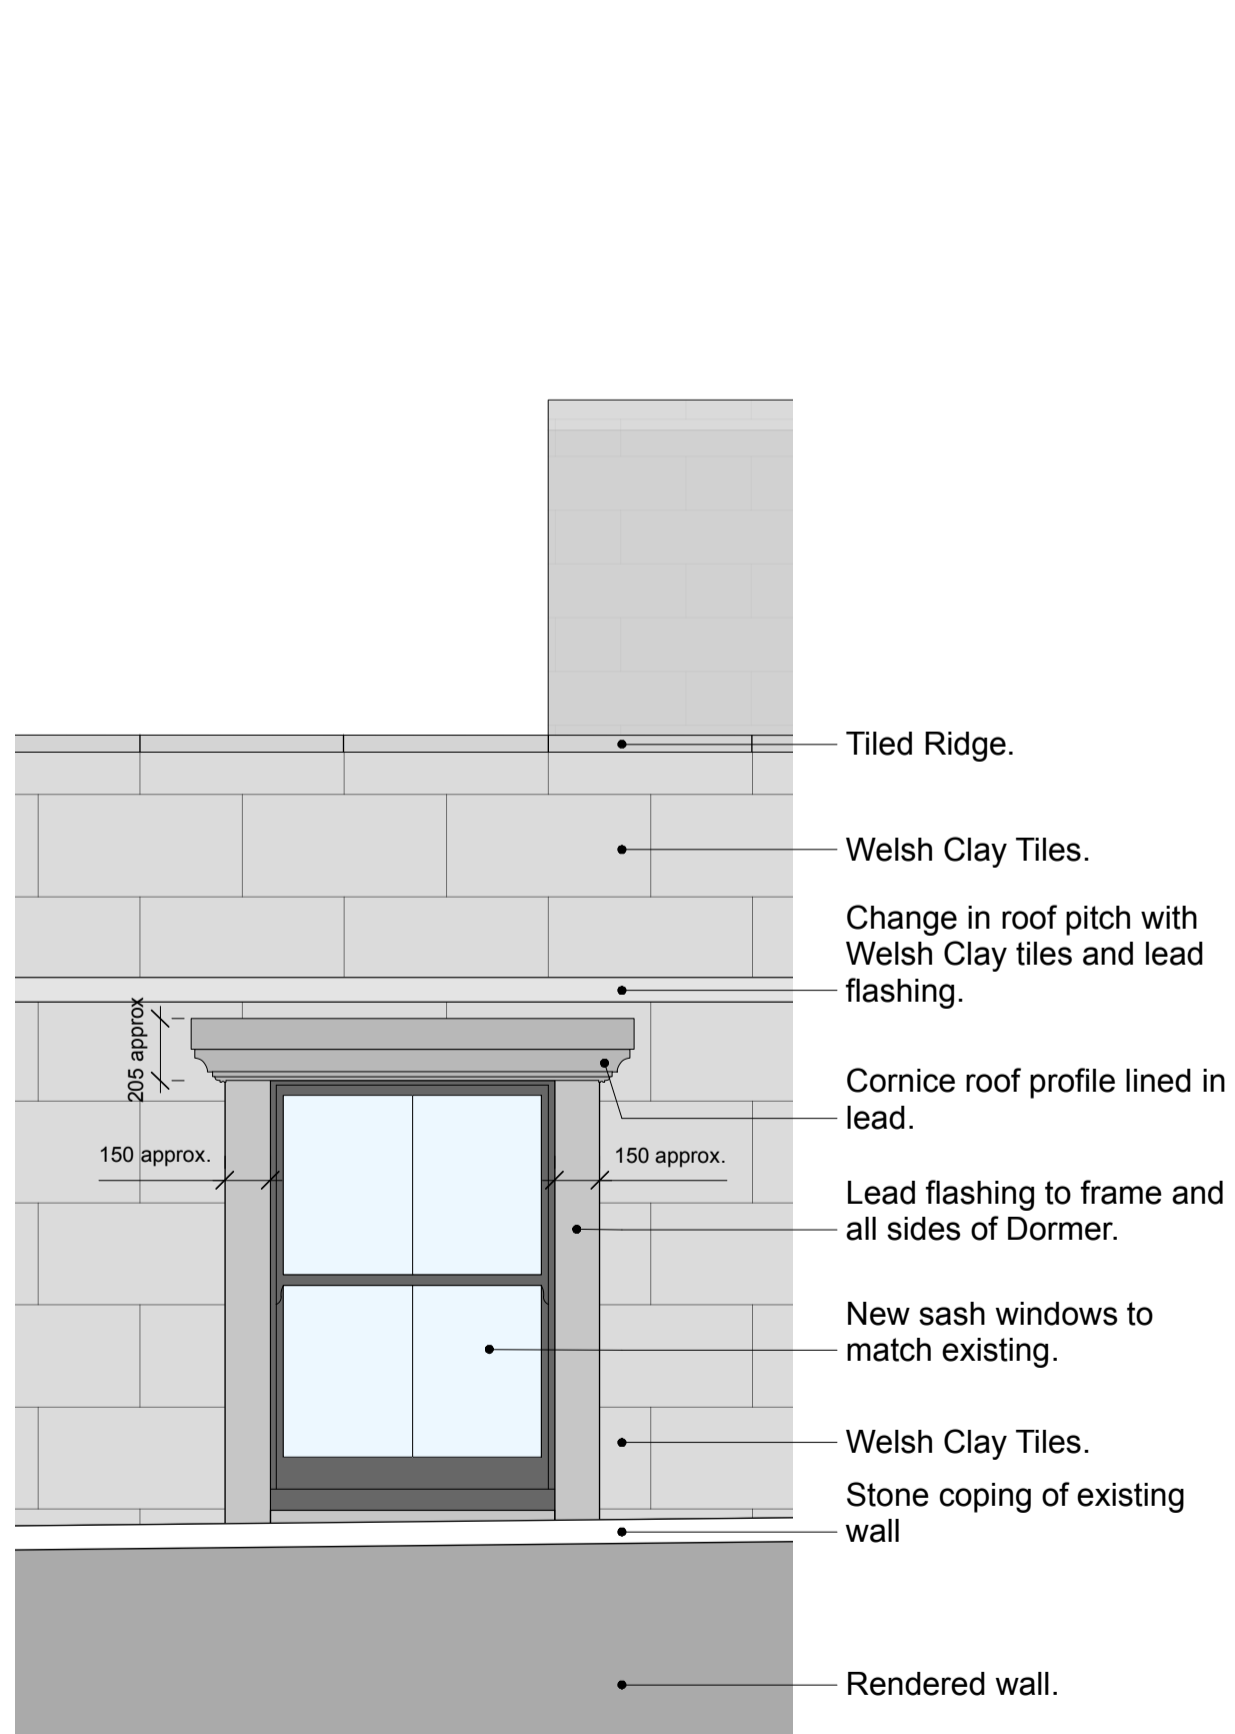 Tiled Ridge.
Welsh Clay Tiles.
Change in roof pitch with
Welsh Clay tiles and lead
flashing.
205 approx
Cornice roof profile lined in
lead.
150 approx.
150 approx.
Lead flashing to frame and
all sides of Dormer.
New sash windows to
match existing.
Welsh Clay Tiles.
Stone coping of existing
wall
Rendered wall.